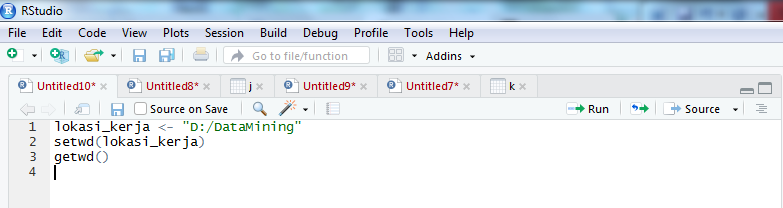 RStudio
File Edit Code View Plots Session Build Debug Profile Tools Help
Go to file/function Addins
Untitled10* Untitled8* j Untitled9* Untitled7* k
Source on Save Run Source
1 lokasi_kerja <- "D:/DataMining"
2 setwd(lokasi_kerja)
3 getwd()
4